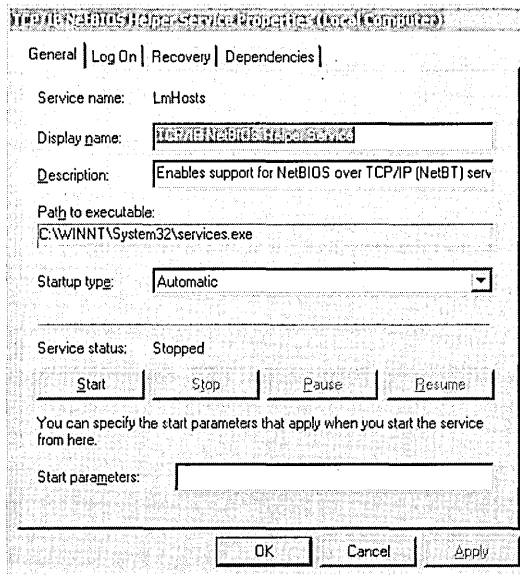 TCP/IP NetBIOS Helper Service Properties (Local Computer)
General Log On Recovery Dependencies
Service name: LmHosts
Display name: TCP/IP NetBIOS Helper Service
Description: Enables support for NetBIOS over TCP/IP (NetBT) serv
Path to executable:
C:\WINNT\System32\services.exe
Startup type: Automatic
Service status: Stopped
Start Stop Pause Resume
You can specify the start parameters that apply when you start the service
from here.
Start parameters:
OK Cancel Apply